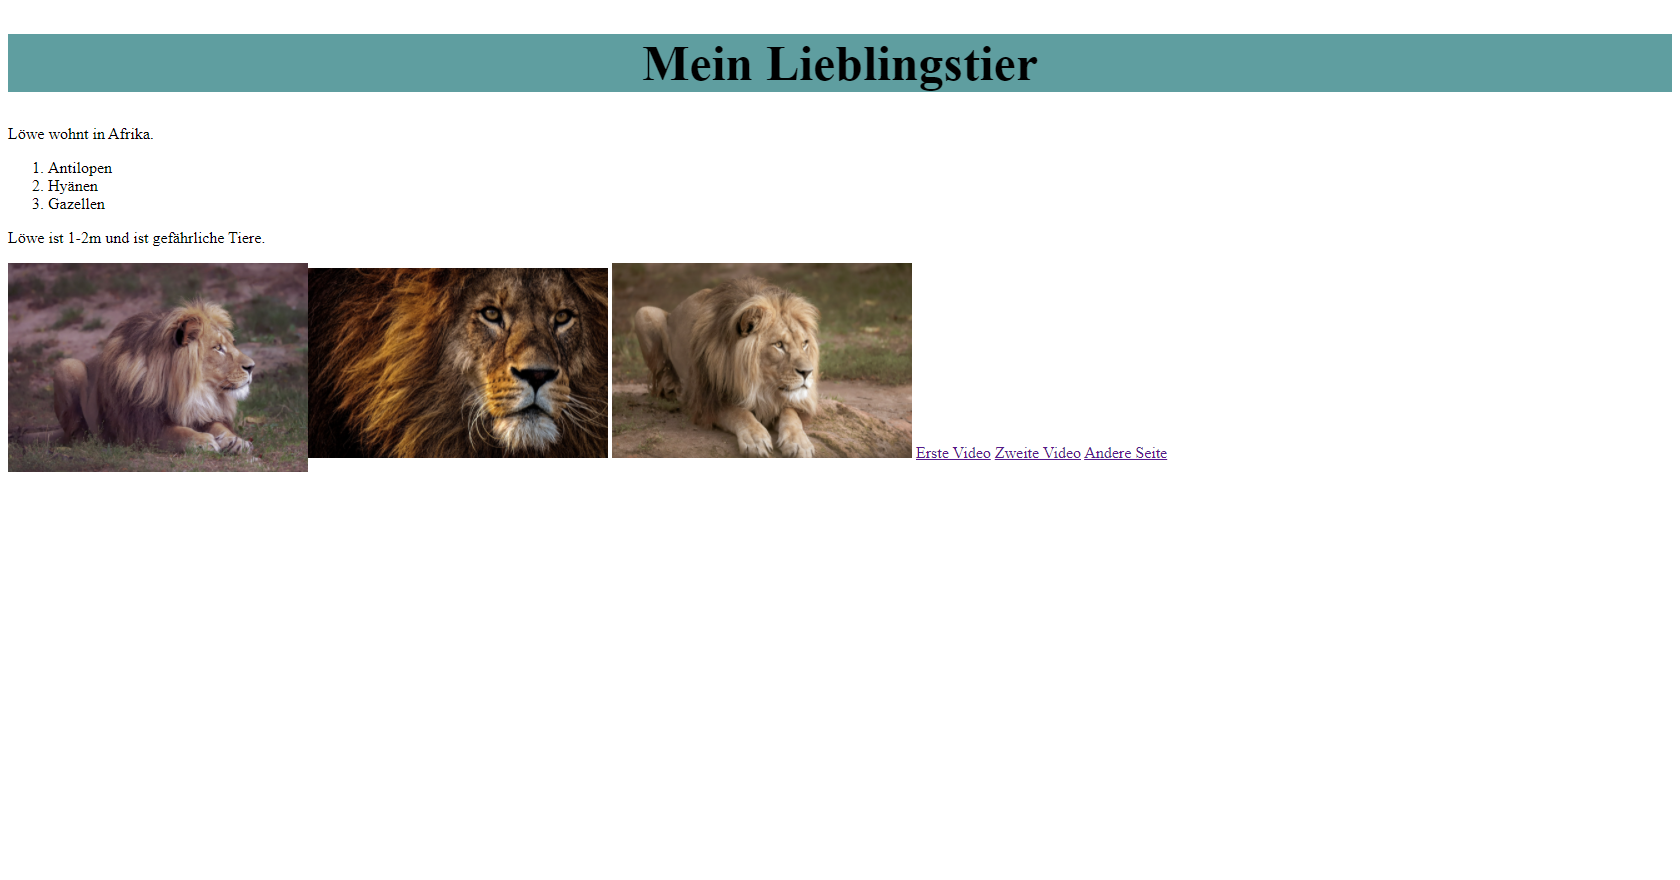 Mein Lieblingstier
Löwe wohnt in Afrika.
1. Antilopen
2. Hyänen
3. Gazellen
Löwe ist 1-2m und ist gefährliche Tiere.
Erste Video Zweite Video Andere Seite